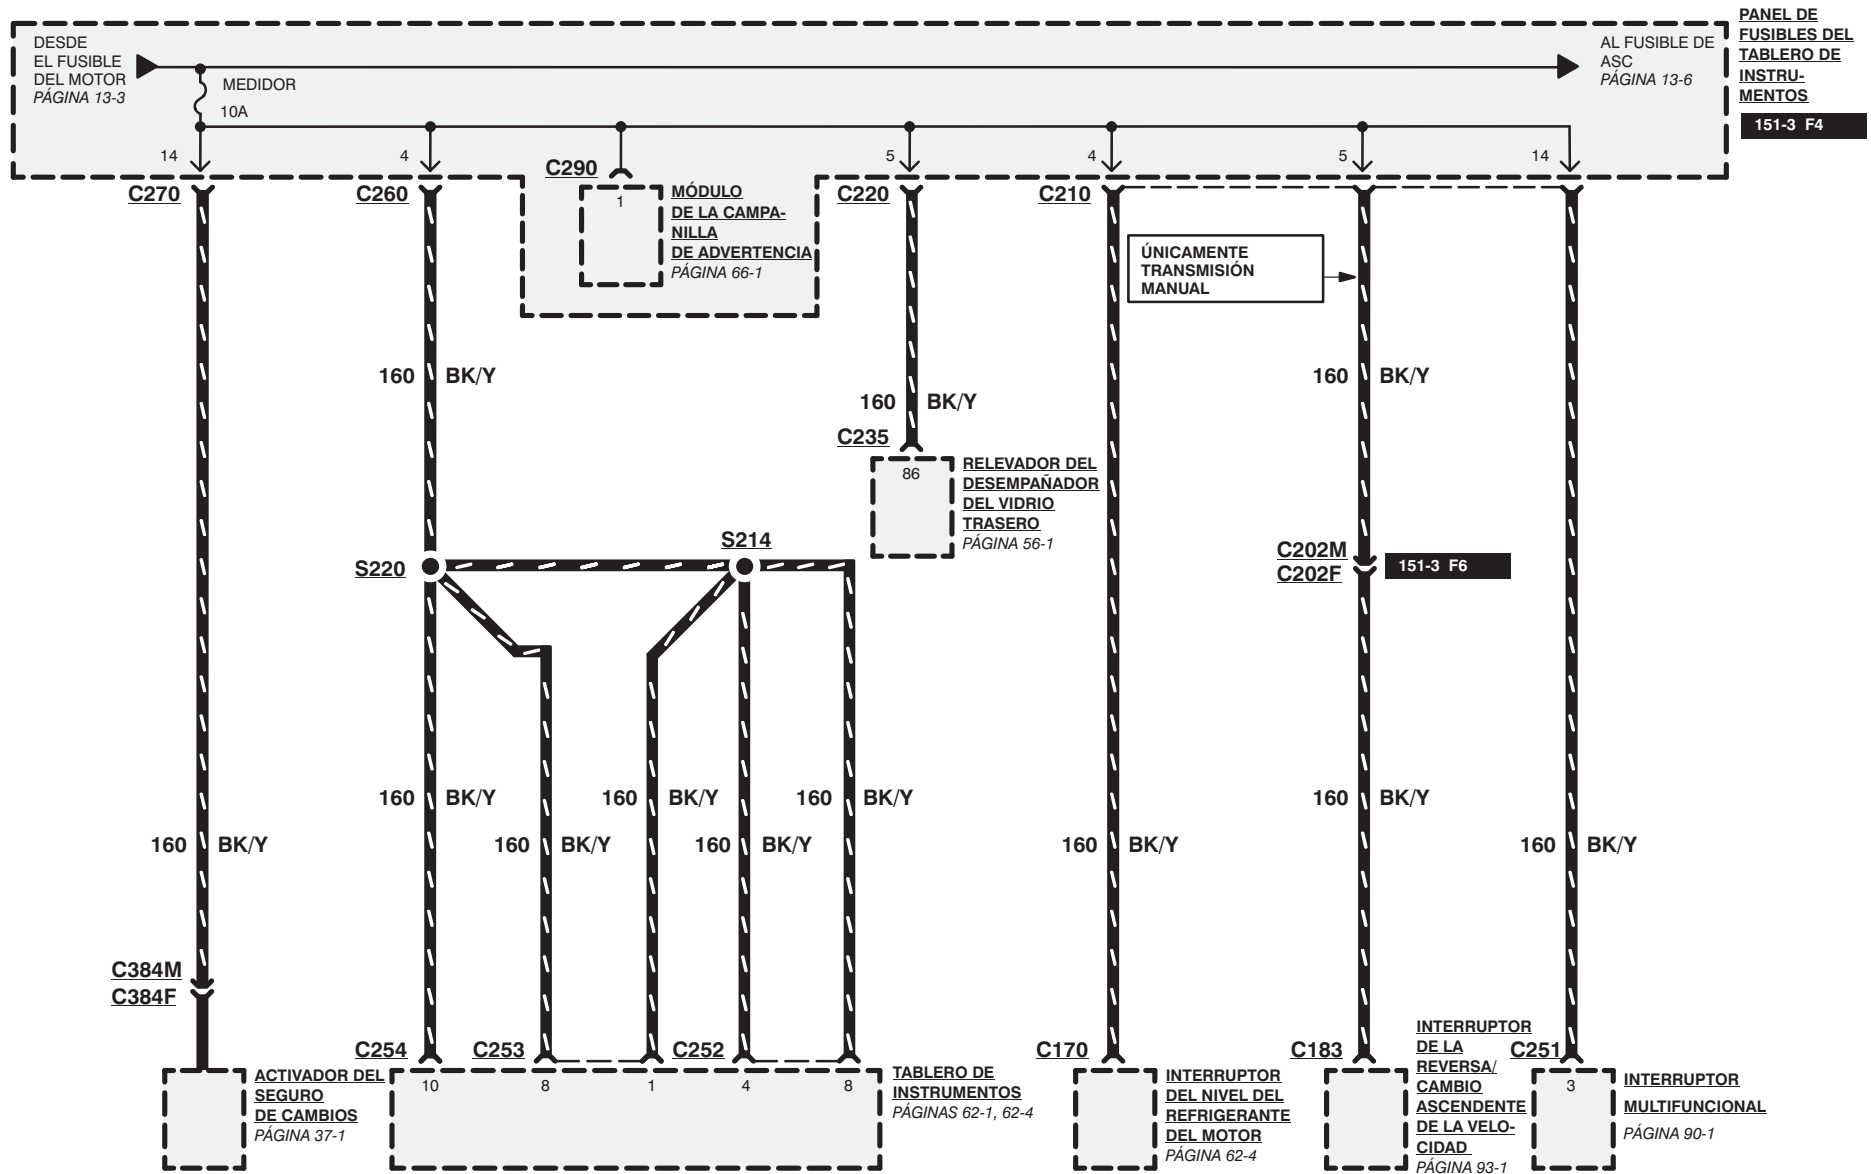 DESDE
EL FUSIBLE
DEL MOTOR
PÁGINA 13-3
MEDIDOR
10A
AL FUSIBLE DE
ASC
PÁGINA 13-6
PANEL DE
FUSIBLES DEL
TABLERO DE
INSTRU-
MENTOS
151-3 F4
14
4
5
4
5
14
C270
C260
C290
1
MÓDULO
DE LA CAMPA-
NILLA
DE ADVERTENCIA
PÁGINA 66-1
C220
C210
ÚNICAMENTE
TRANSMISIÓN
MANUAL
160 BK/Y
160 BK/Y
160 BK/Y
C235
86
RELEVADOR DEL
DESEMPAÑADOR
DEL VIDRIO
TRASERO
PÁGINA 56-1
S220
S214
C202M
C202F
151-3 F6
160 BK/Y
160 BK/Y
160 BK/Y
160 BK/Y
160 BK/Y
160 BK/Y
160 BK/Y
160 BK/Y
160 BK/Y
C384M
C384F
C254
C253
C252
C170
C183
C251
ACTIVADOR DEL
SEGURO
DE CAMBIOS
PÁGINA 37-1
10
8
1
4
8
TABLERO DE
INSTRUMENTOS
PÁGINAS 62-1, 62-4
INTERRUPTOR
DEL NIVEL DEL
REFRIGERANTE
DEL MOTOR
PÁGINA 62-4
INTERRUPTOR
DE LA
REVERSA/
CAMBIO
ASCENDENTE
DE LA VELO-
CIDAD
PÁGINA 93-1
3
INTERRUPTOR
MULTIFUNCIONAL
PÁGINA 90-1